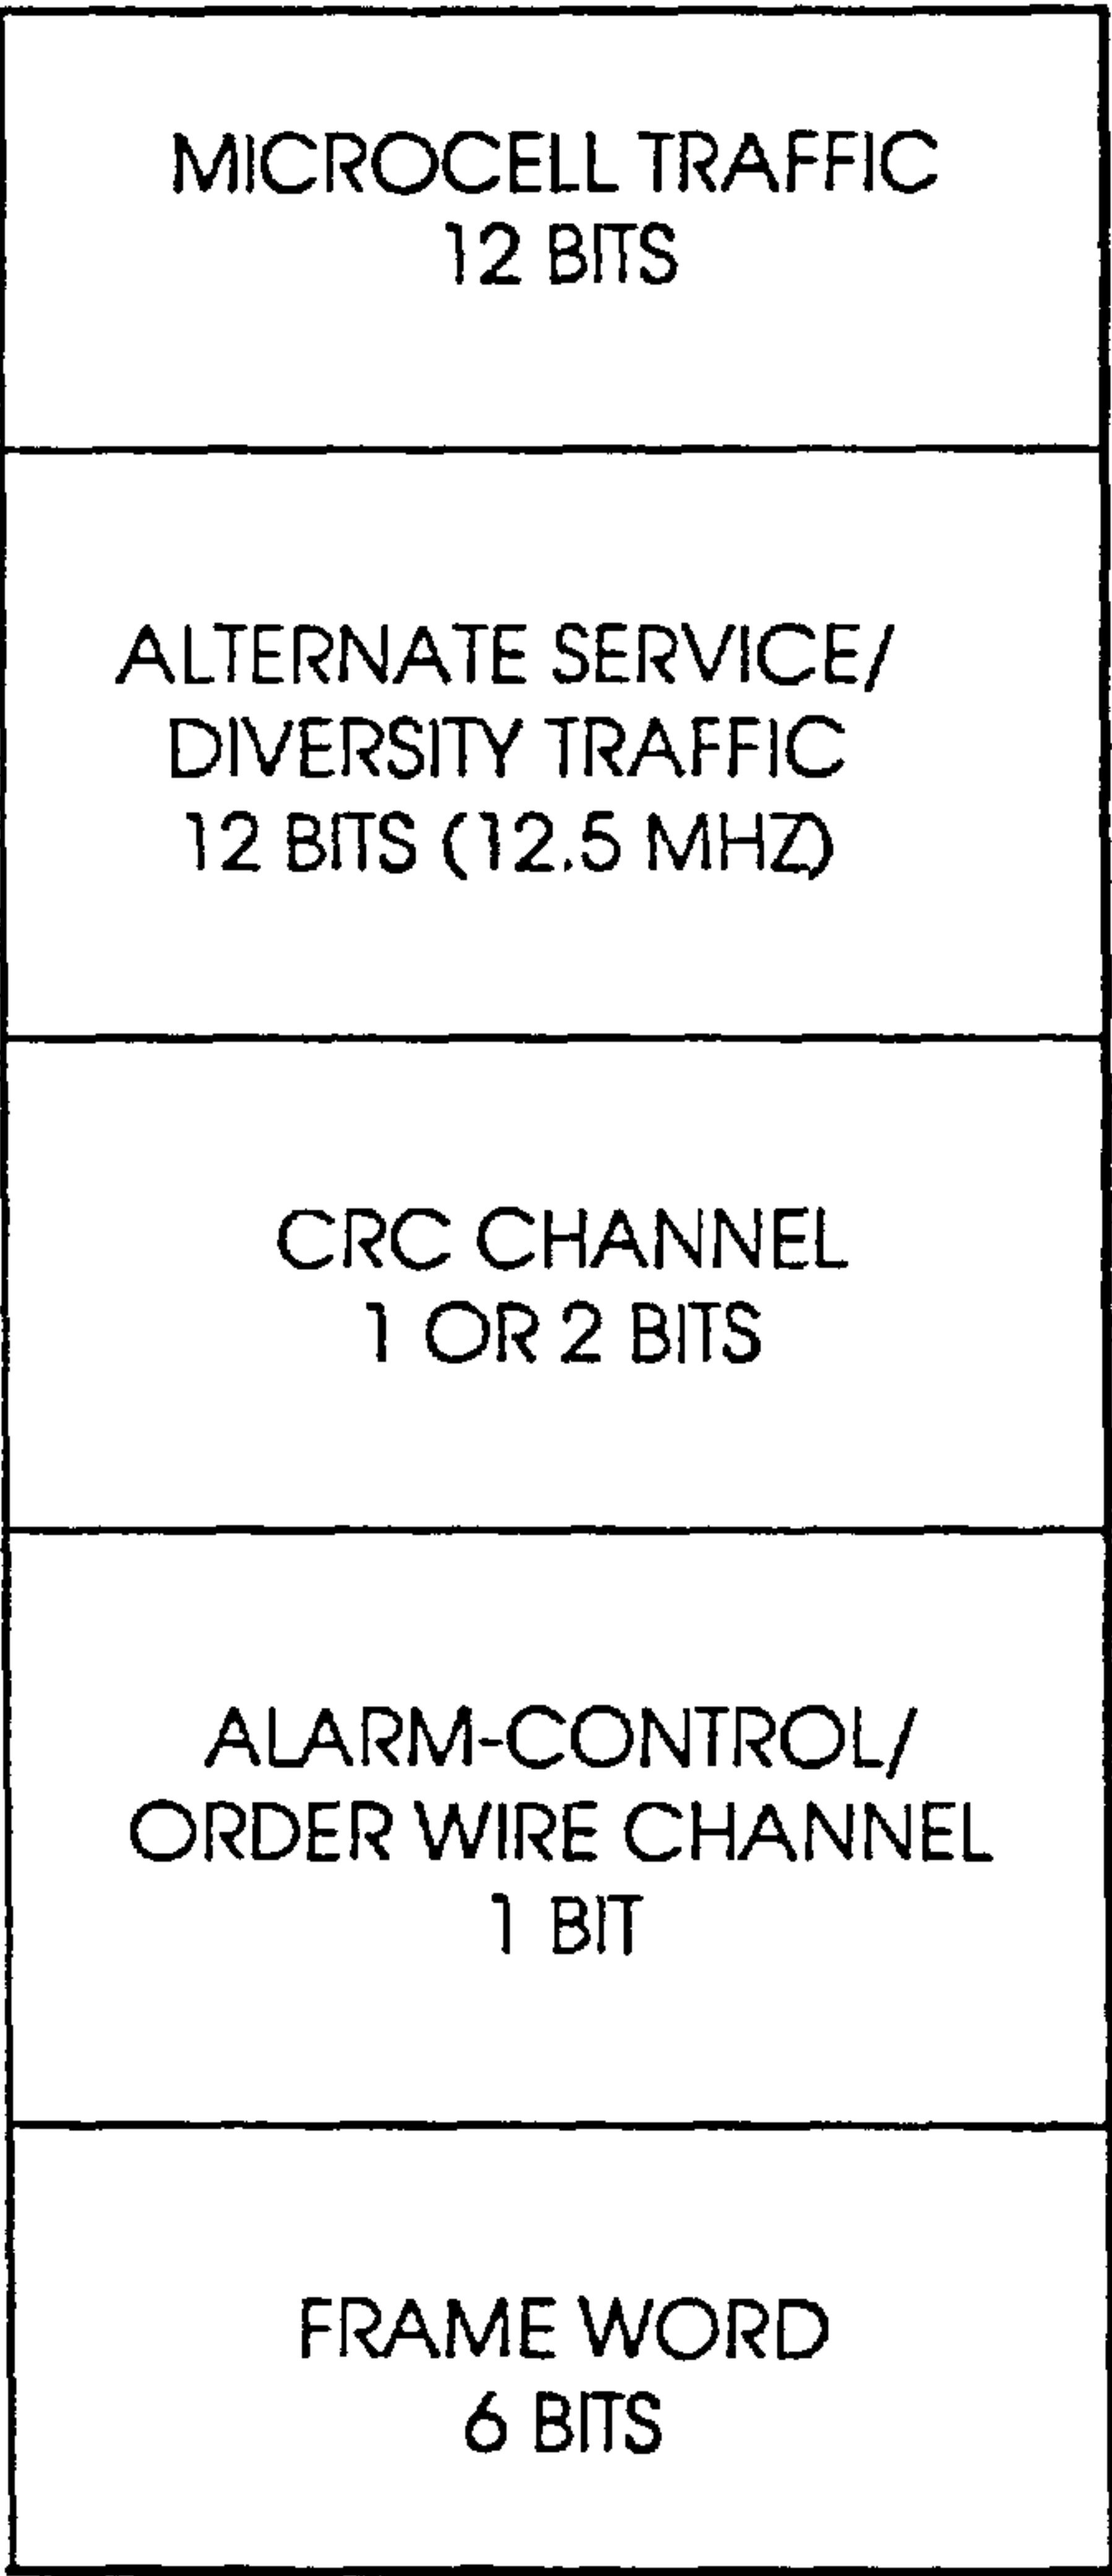 MICROCELL TRAFFIC
12 BITS
ALTERNATE SERVICE/
DIVERSITY TRAFFIC
12 BITS (12.5 MHZ)
CRC CHANNEL
1 OR 2 BITS
ALARM-CONTROL/
ORDER WIRE CHANNEL
1 BIT
FRAME WORD
6 BITS